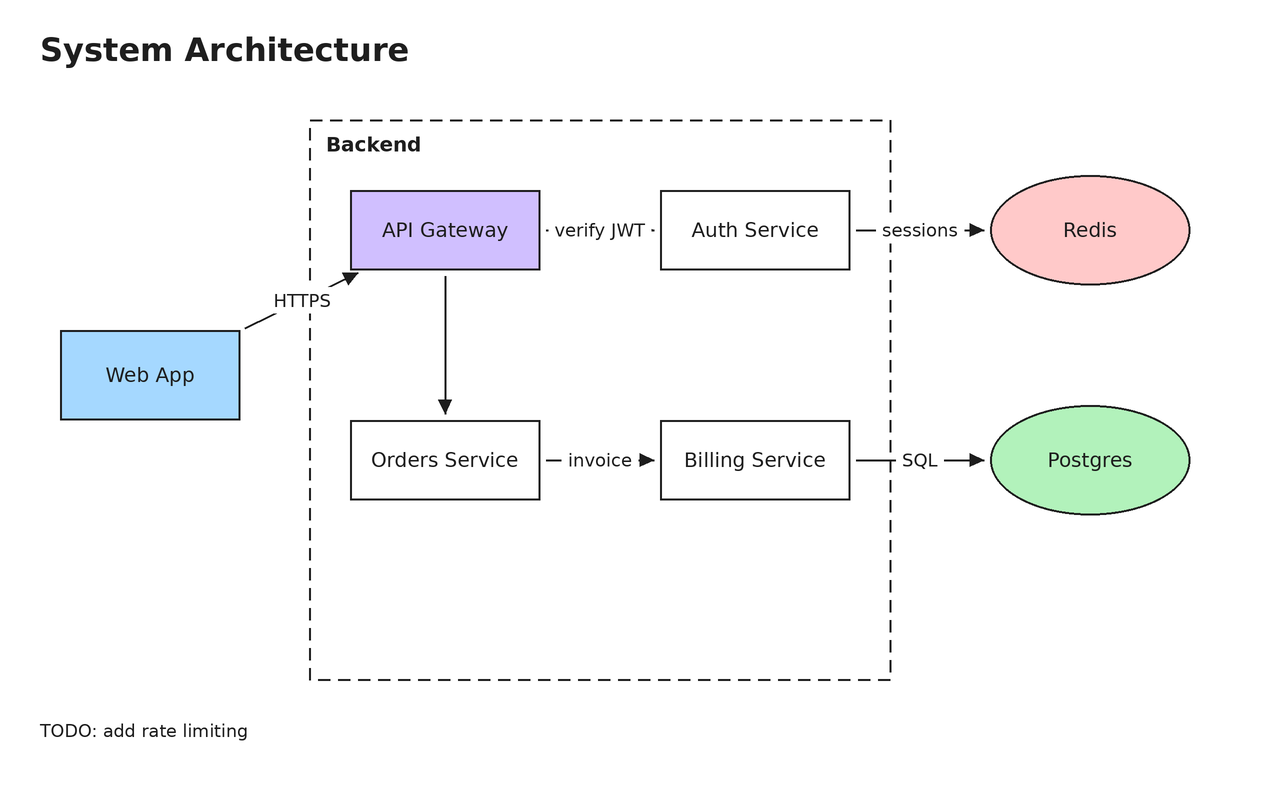 System Architecture
Backend
API Gateway
verify JWT
Auth Service
sessions
Redis
HTTPS
Web App
Orders Service
invoice
Billing Service
SQL
Postgres
TODO: add rate limiting